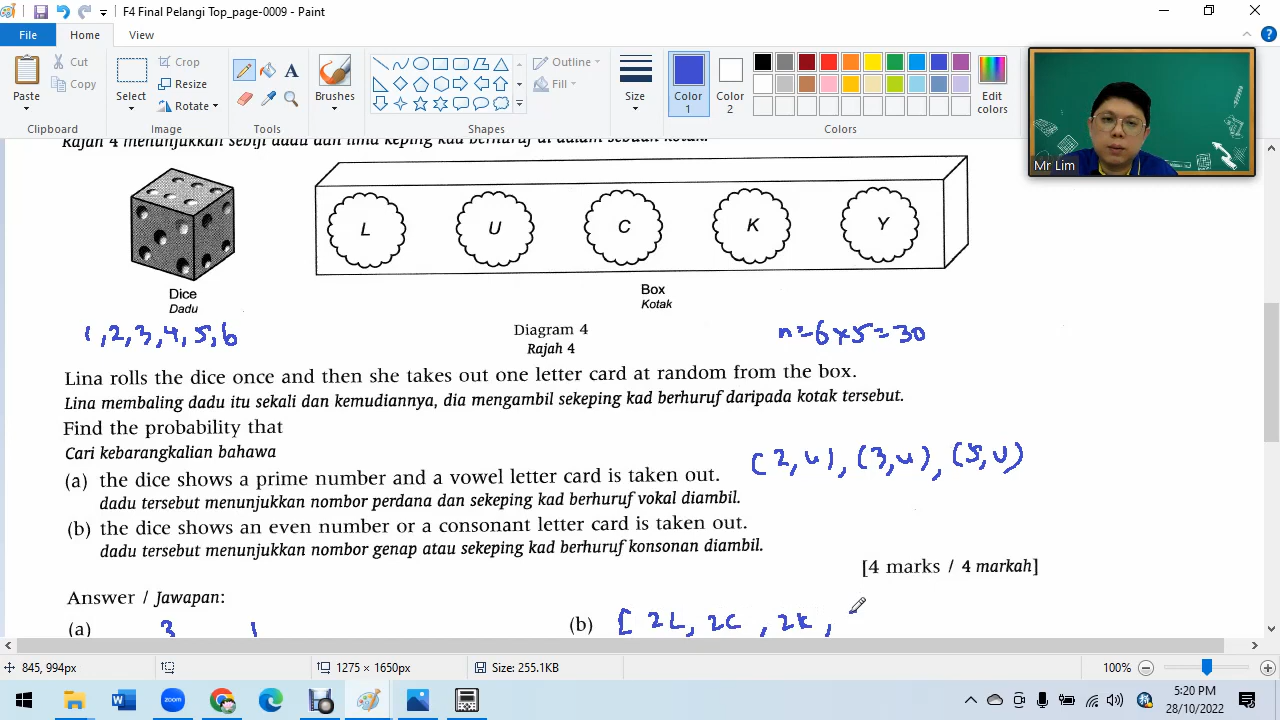 F4 Final Pelangi Top_page-0009 - Paint
File Home View
Cut
Copy
Paste
Clipboard
Select
Crop
Resize
Rotate
Image
A
Tools
Brushes
Shapes
Outline
Fill
Size
Color 1
Color 2
Colors
Edit colors
Mr Lim
Rajah 4 menunjukkan sebiji dadu dan lima keping kad berhuruf di dalam sebuah kotak.
L U C K Y
Dice
Dadu
Box
Kotak
1, 2, 3, 4, 5, 6
Diagram 4
Rajah 4
n = 6 x 5 = 30
Lina rolls the dice once and then she takes out one letter card at random from the box.
Lina membaling dadu itu sekali dan kemudiannya, dia mengambil sekeping kad berhuruf daripada kotak tersebut.
Find the probability that
Cari kebarangkalian bahawa
(a) the dice shows a prime number and a vowel letter card is taken out.
(2, u), (3, u), (5, U)
dadu tersebut menunjukkan nombor perdana dan sekeping kad berhuruf vokal diambil.
(b) the dice shows an even number or a consonant letter card is taken out.
dadu tersebut menunjukkan nombor genap atau sekeping kad berhuruf konsonan diambil.
[4 marks / 4 markah]
Answer / Jawapan:
(a) 3 1
(b) [ 2L, 2C , 2K ,
845, 994px
1275 × 1650px
Size: 255.1KB
100%
5:20 PM
28/10/2022